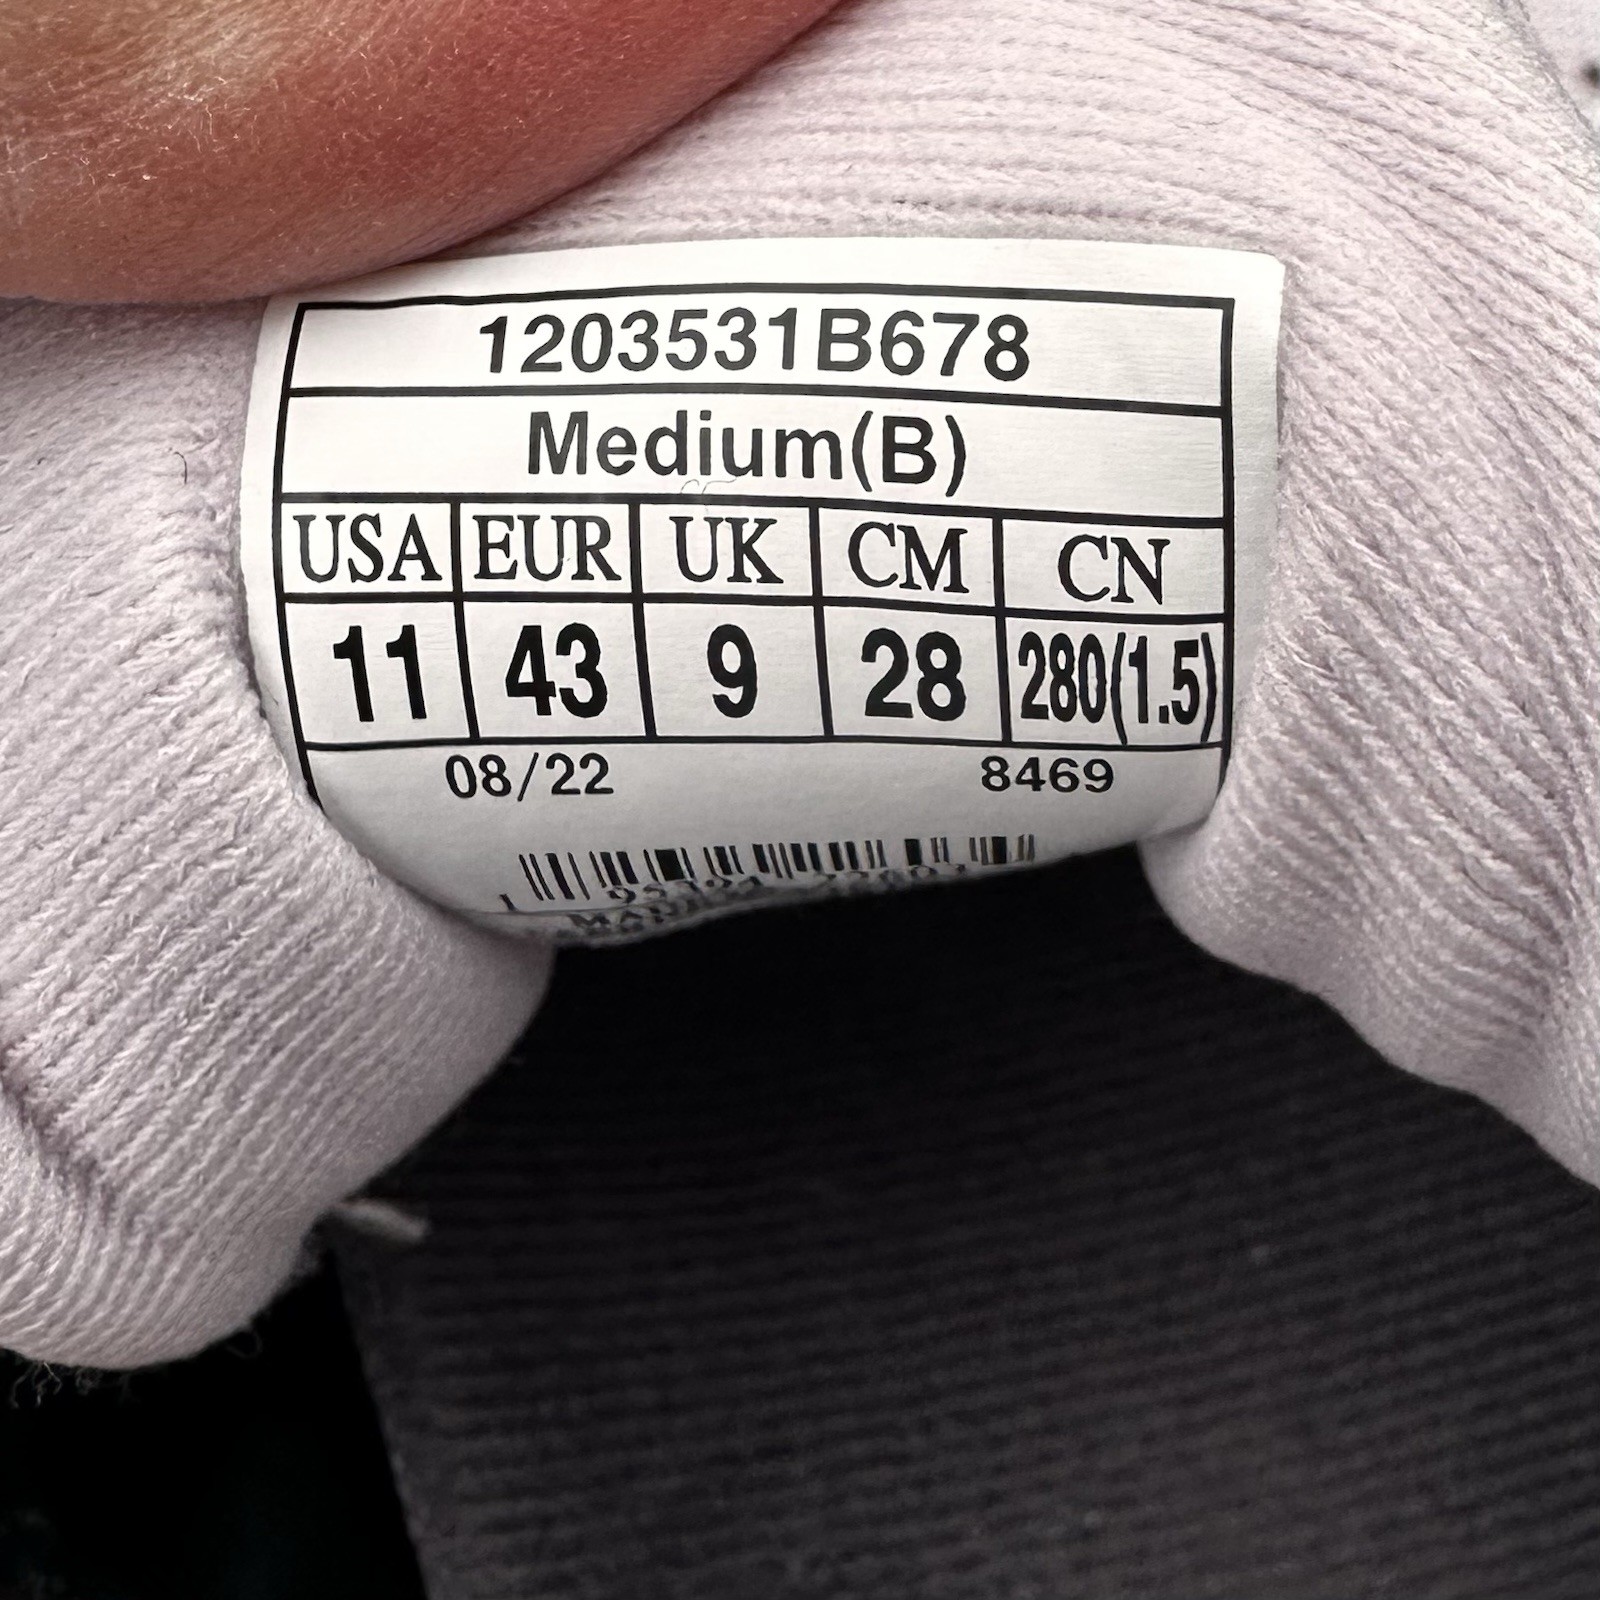 1203531B678
Medium(B)
USA EUR UK CM CN
11 43 9 28 280(1.5)
08/22 8469